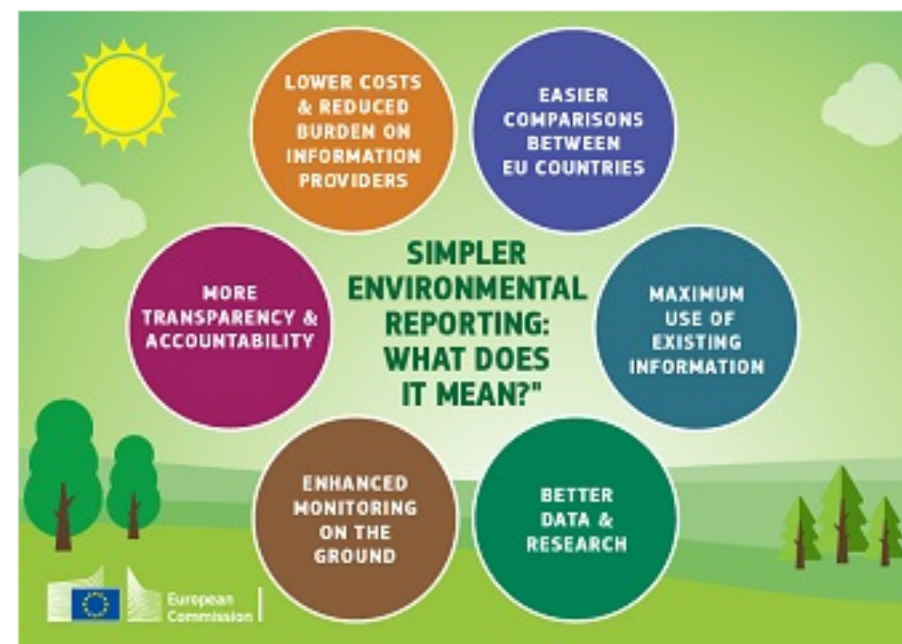 LOWER COSTS
& REDUCED
BURDEN ON
INFORMATION
PROVIDERS
EASIER
COMPARISONS
BETWEEN
EU COUNTRIES
MORE
TRANSPARENCY &
ACCOUNTABILITY
SIMPLER
ENVIRONMENTAL
REPORTING:
WHAT DOES
IT MEAN?"
MAXIMUM
USE OF
EXISTING
INFORMATION
ENHANCED
MONITORING
ON THE
GROUND
BETTER
DATA &
RESEARCH
European
Commission